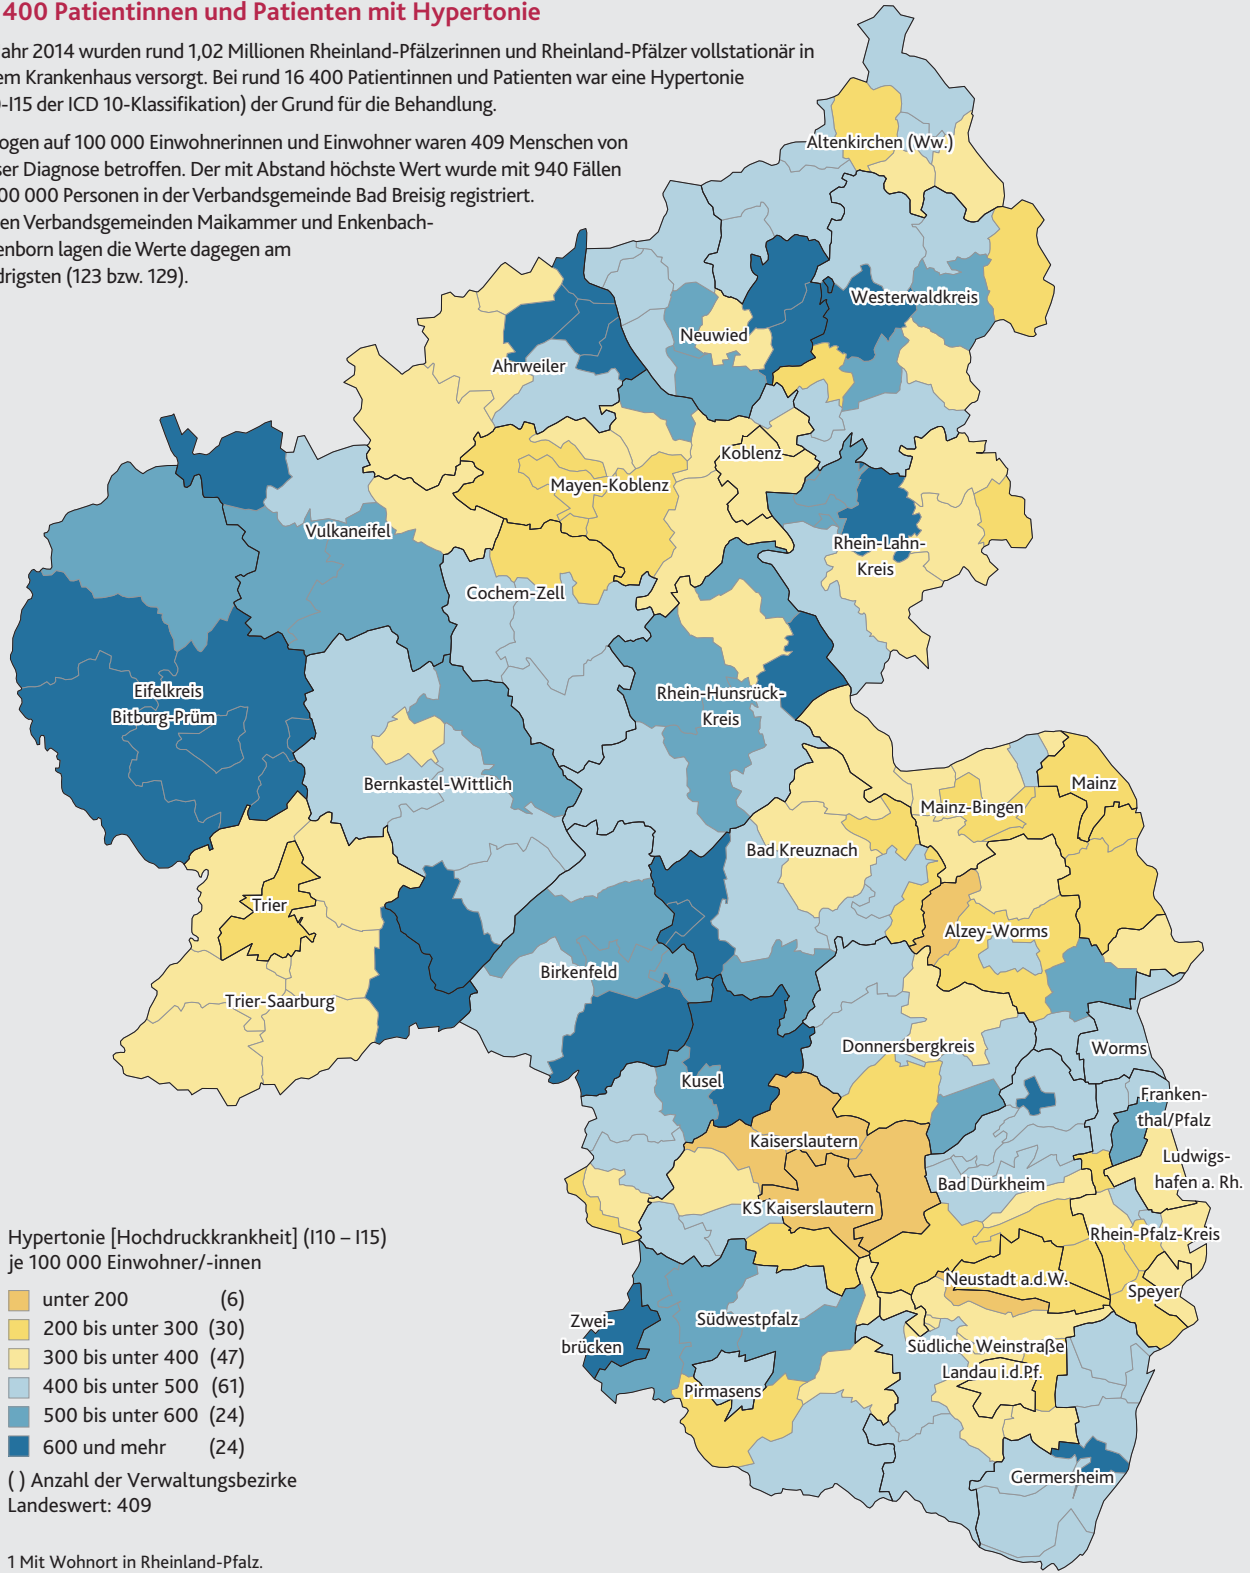 400 Patientinnen und Patienten mit Hypertonie
ahr 2014 wurden rund 1,02 Millionen Rheinland-Pfälzerinnen und Rheinland-Pfälzer vollstationär in
em Krankenhaus versorgt. Bei rund 16 400 Patientinnen und Patienten war eine Hypertonie
-I15 der ICD 10-Klassifikation) der Grund für die Behandlung.
ogen auf 100 000 Einwohnerinnen und Einwohner waren 409 Menschen von
ser Diagnose betroffen. Der mit Abstand höchste Wert wurde mit 940 Fällen
00 000 Personen in der Verbandsgemeinde Bad Breisig registriert.
en Verbandsgemeinden Maikammer und Enkenbach-
enborn lagen die Werte dagegen am
drigsten (123 bzw. 129).
Altenkirchen (Ww.)
Westerwaldkreis
Neuwied
Ahrweiler
Koblenz
Mayen-Koblenz
Vulkaneifel
Rhein-Lahn-
Kreis
Cochem-Zell
Eifelkreis
Bitburg-Prüm
Rhein-Hunsrück-
Kreis
Bernkastel-Wittlich
Mainz
Mainz-Bingen
Bad Kreuznach
Trier
Alzey-Worms
Birkenfeld
Trier-Saarburg
Donnersbergkreis
Worms
Kusel
Franken-
thal/Pfalz
Kaiserslautern
Ludwigs-
hafen a. Rh.
Bad Dürkheim
KS Kaiserslautern
Rhein-Pfalz-Kreis
Neustadt a.d.W.
Speyer
Zwei-
brücken
Südwestpfalz
Südliche Weinstraße
Landau i.d.Pf.
Pirmasens
Germersheim
Hypertonie [Hochdruckkrankheit] (I10 – I15)
je 100 000 Einwohner/-innen
unter 200 (6)
200 bis unter 300 (30)
300 bis unter 400 (47)
400 bis unter 500 (61)
500 bis unter 600 (24)
600 und mehr (24)
( ) Anzahl der Verwaltungsbezirke
Landeswert: 409
1 Mit Wohnort in Rheinland-Pfalz.